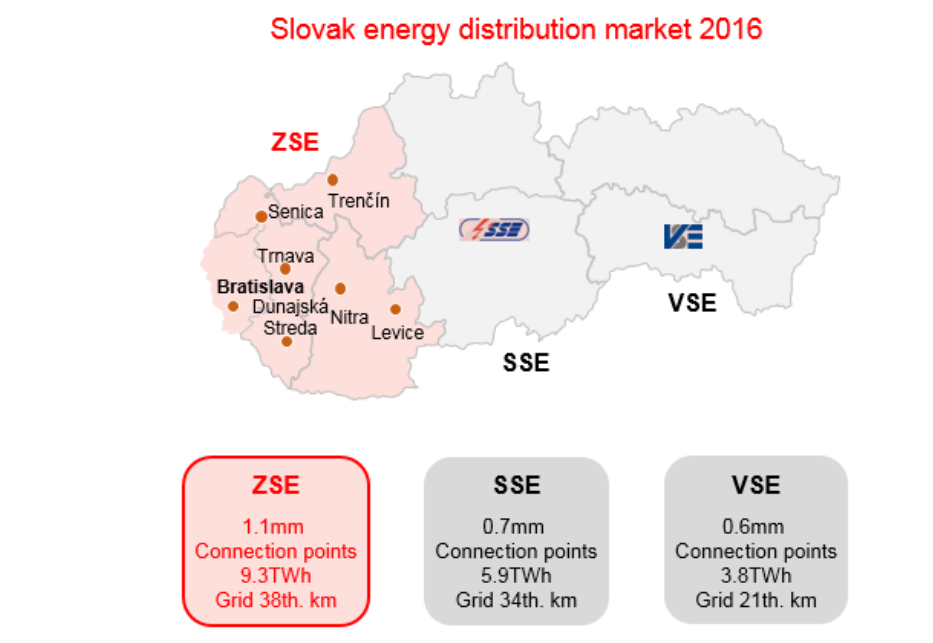 Slovak energy distribution market 2016
ZSE
Trenčín
Senica
Trnava
Bratislava
Dunajská
Streda
Nitra
Levice
SSE
VSE
VSE
SSE
ZSE
1.1mm
Connection points
9.3TWh
Grid 38th. km
SSE
0.7mm
Connection points
5.9TWh
Grid 34th. km
VSE
0.6mm
Connection points
3.8TWh
Grid 21th. km